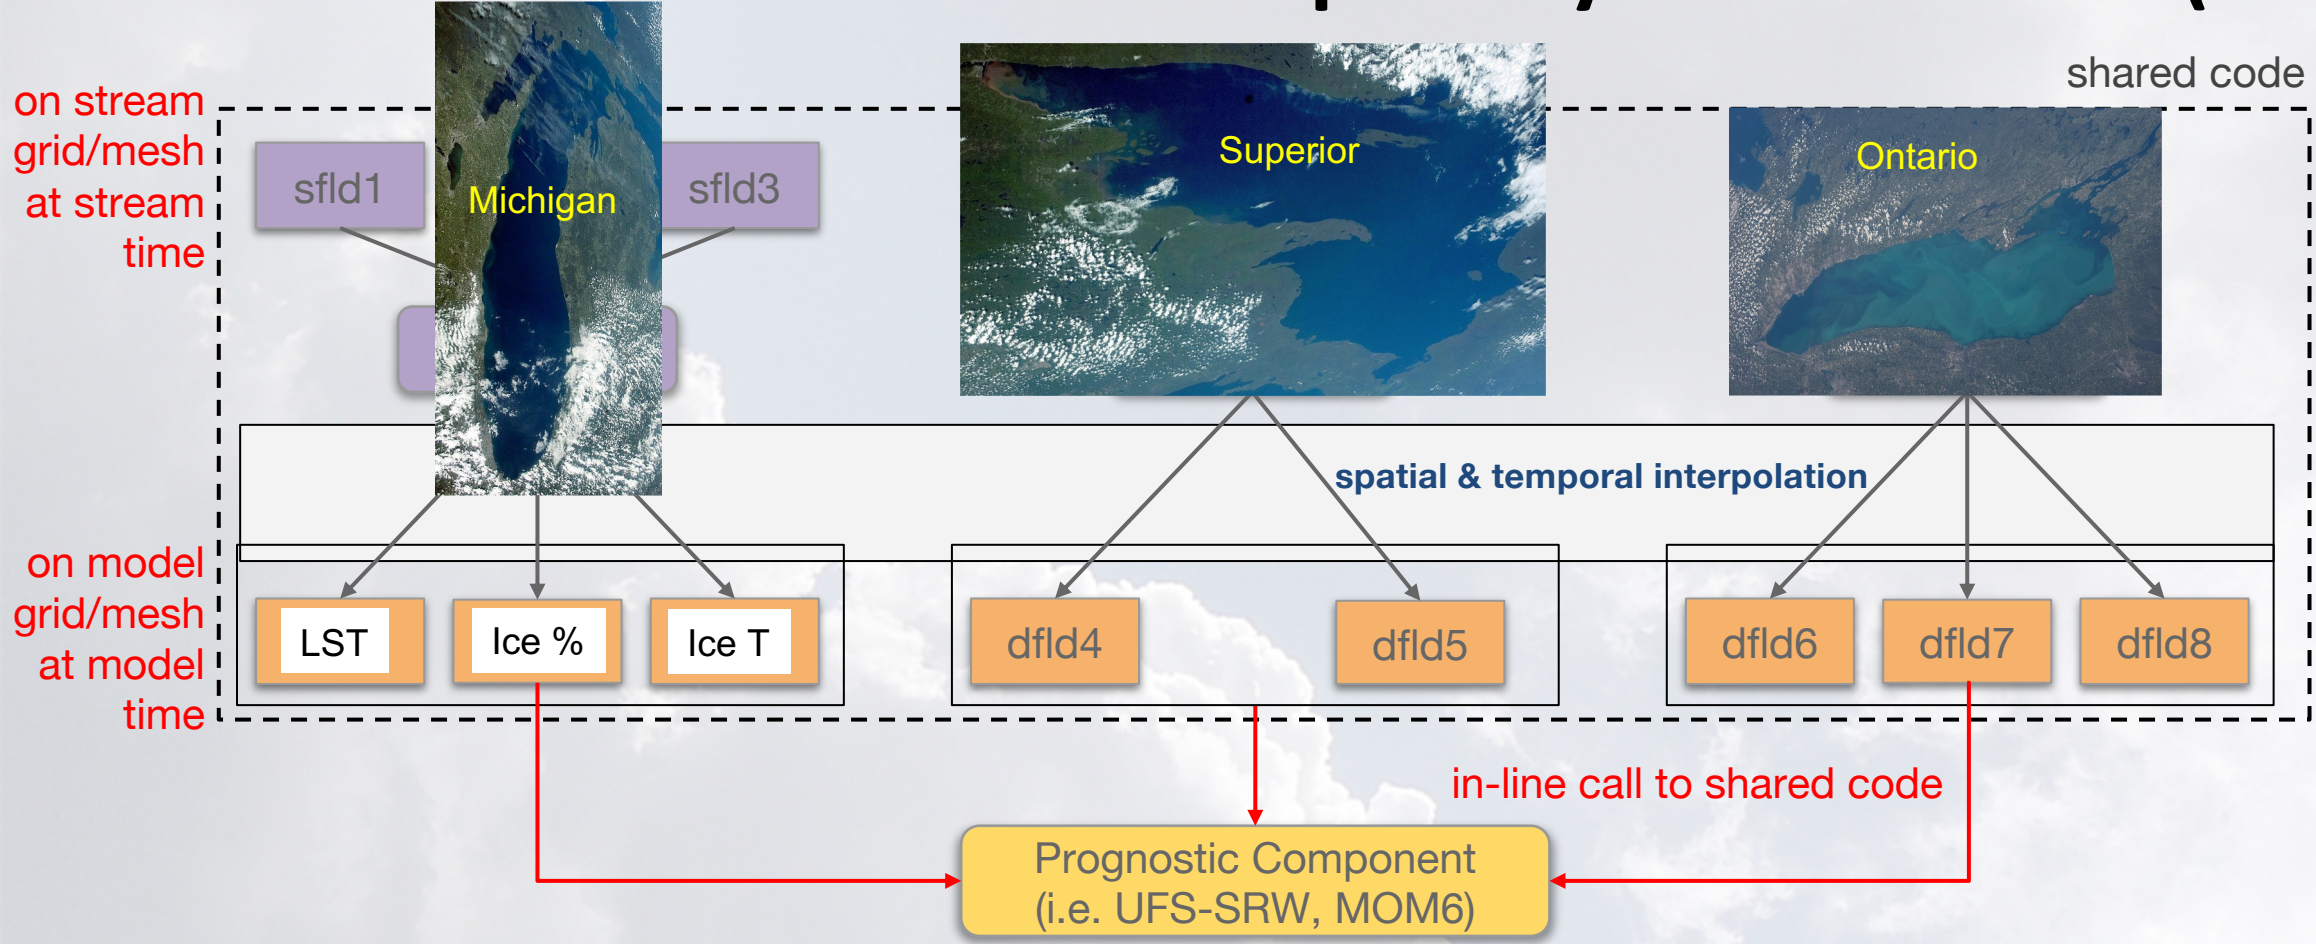 shared code
on stream
grid/mesh
at stream
time
sfld1
Michigan
sfld3
Superior
Ontario
spatial & temporal interpolation
on model
grid/mesh
at model
time
LST
Ice %
Ice T
dfld4
dfld5
dfld6
dfld7
dfld8
in-line call to shared code
Prognostic Component
(i.e. UFS-SRW, MOM6)